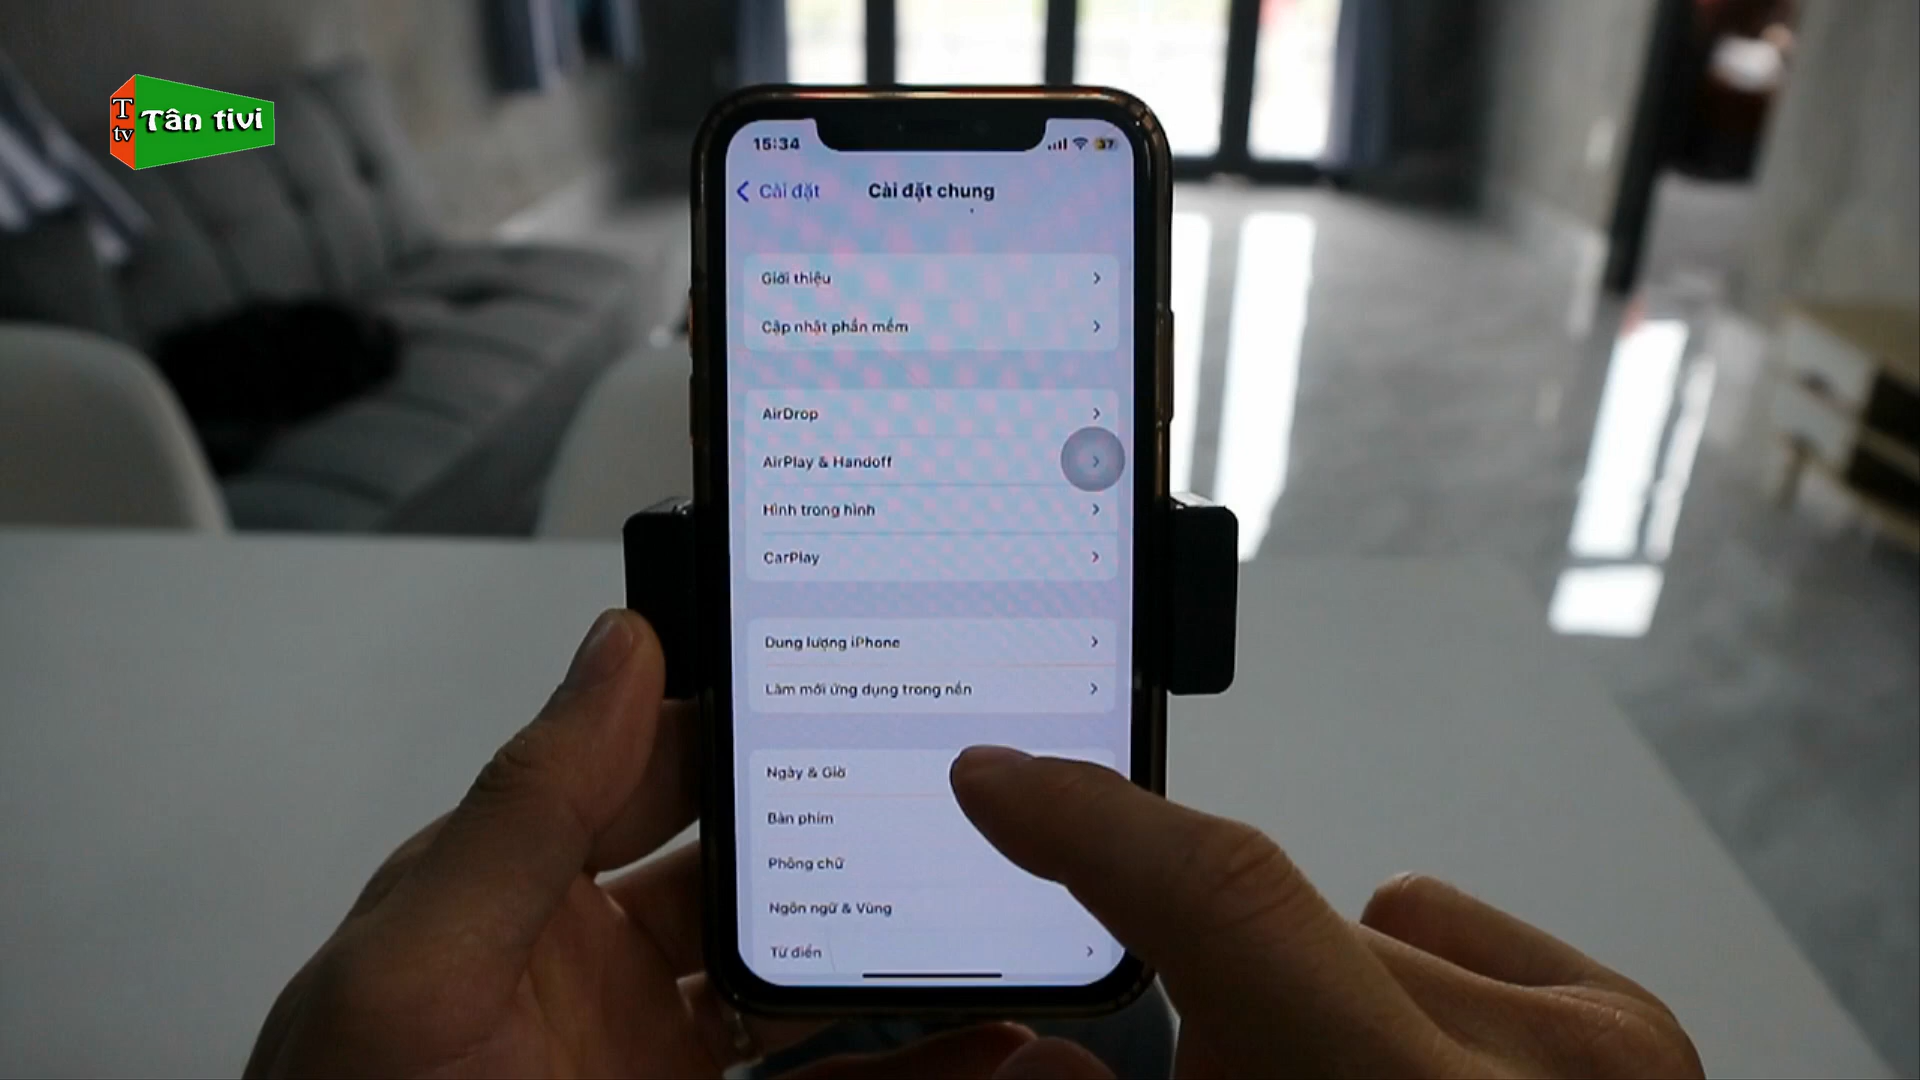 T
tv
Tân tivi
15:34
37
Cài đặt
Cài đặt chung
Giới thiệu
Cập nhật phần mềm
AirDrop
AirPlay & Handoff
Hình trong hình
CarPlay
Dung lượng iPhone
Làm mới ứng dụng trong nền
Ngày & Giờ
Bàn phím
Phông chữ
Ngôn ngữ & Vùng
Từ điển